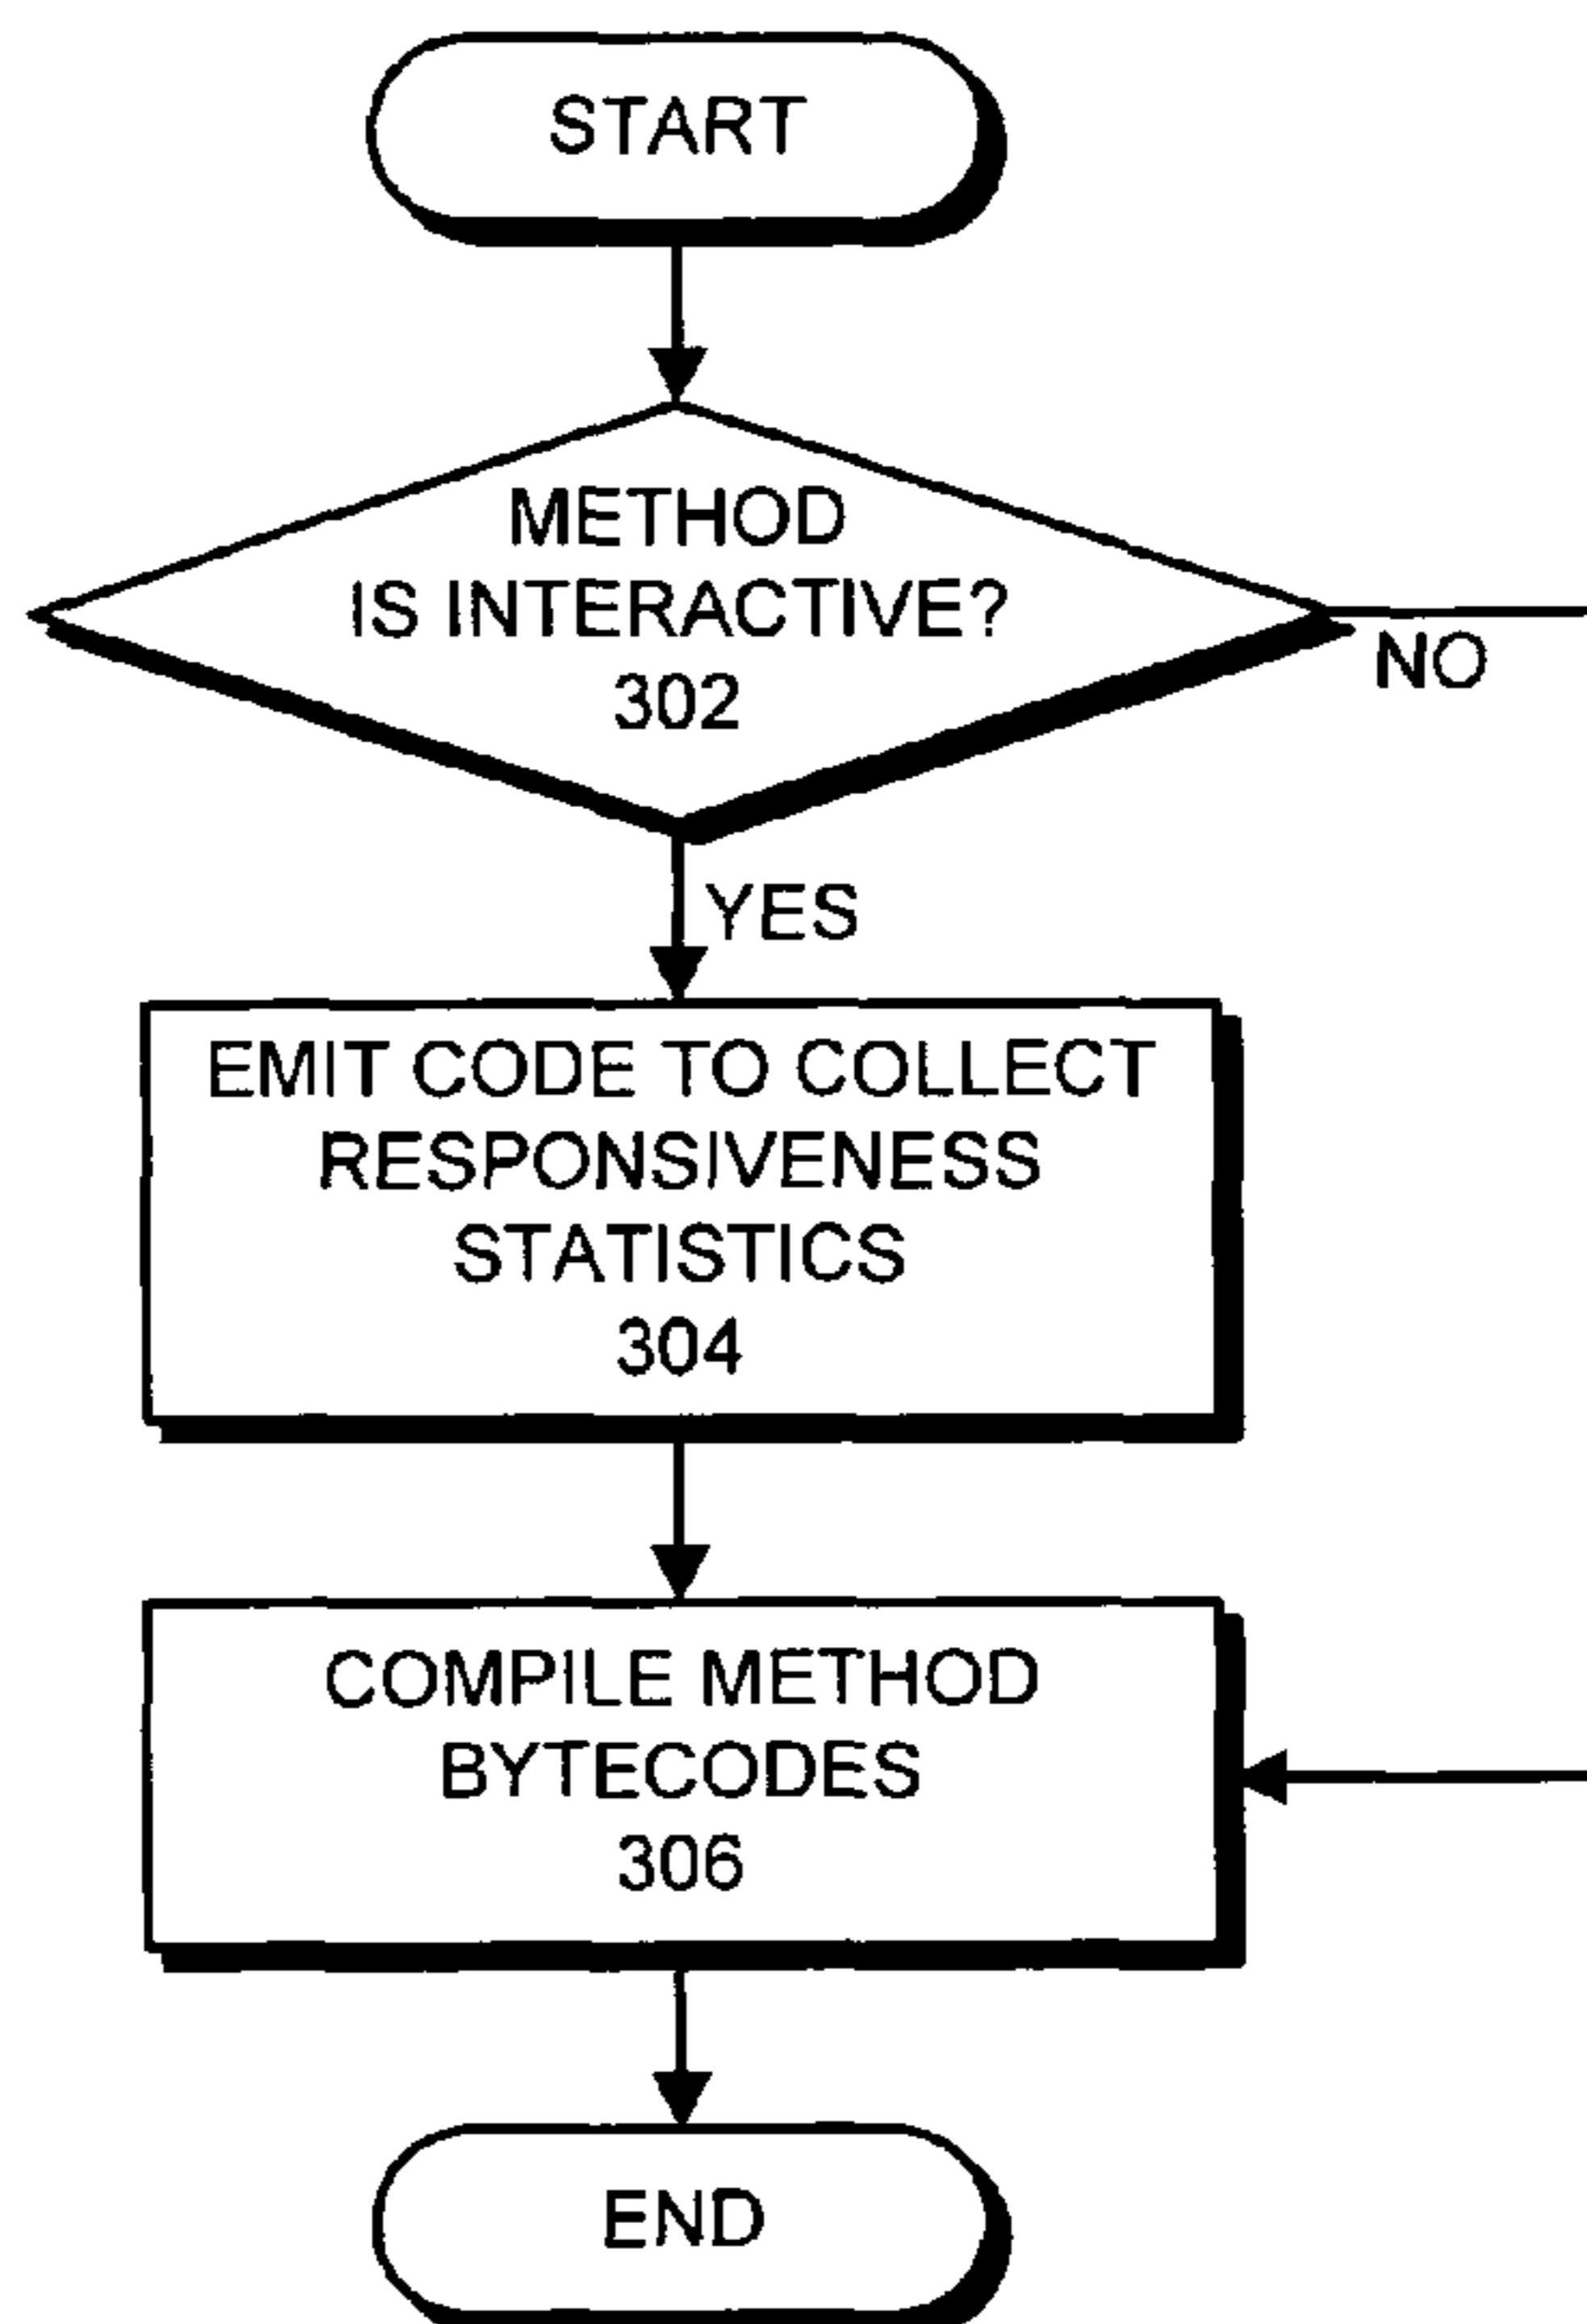 START
METHOD
IS INTERACTIVE?
302
NO
YES
EMIT CODE TO COLLECT
RESPONSIVENESS
STATISTICS
304
COMPILE METHOD
BYTECODES
306
END